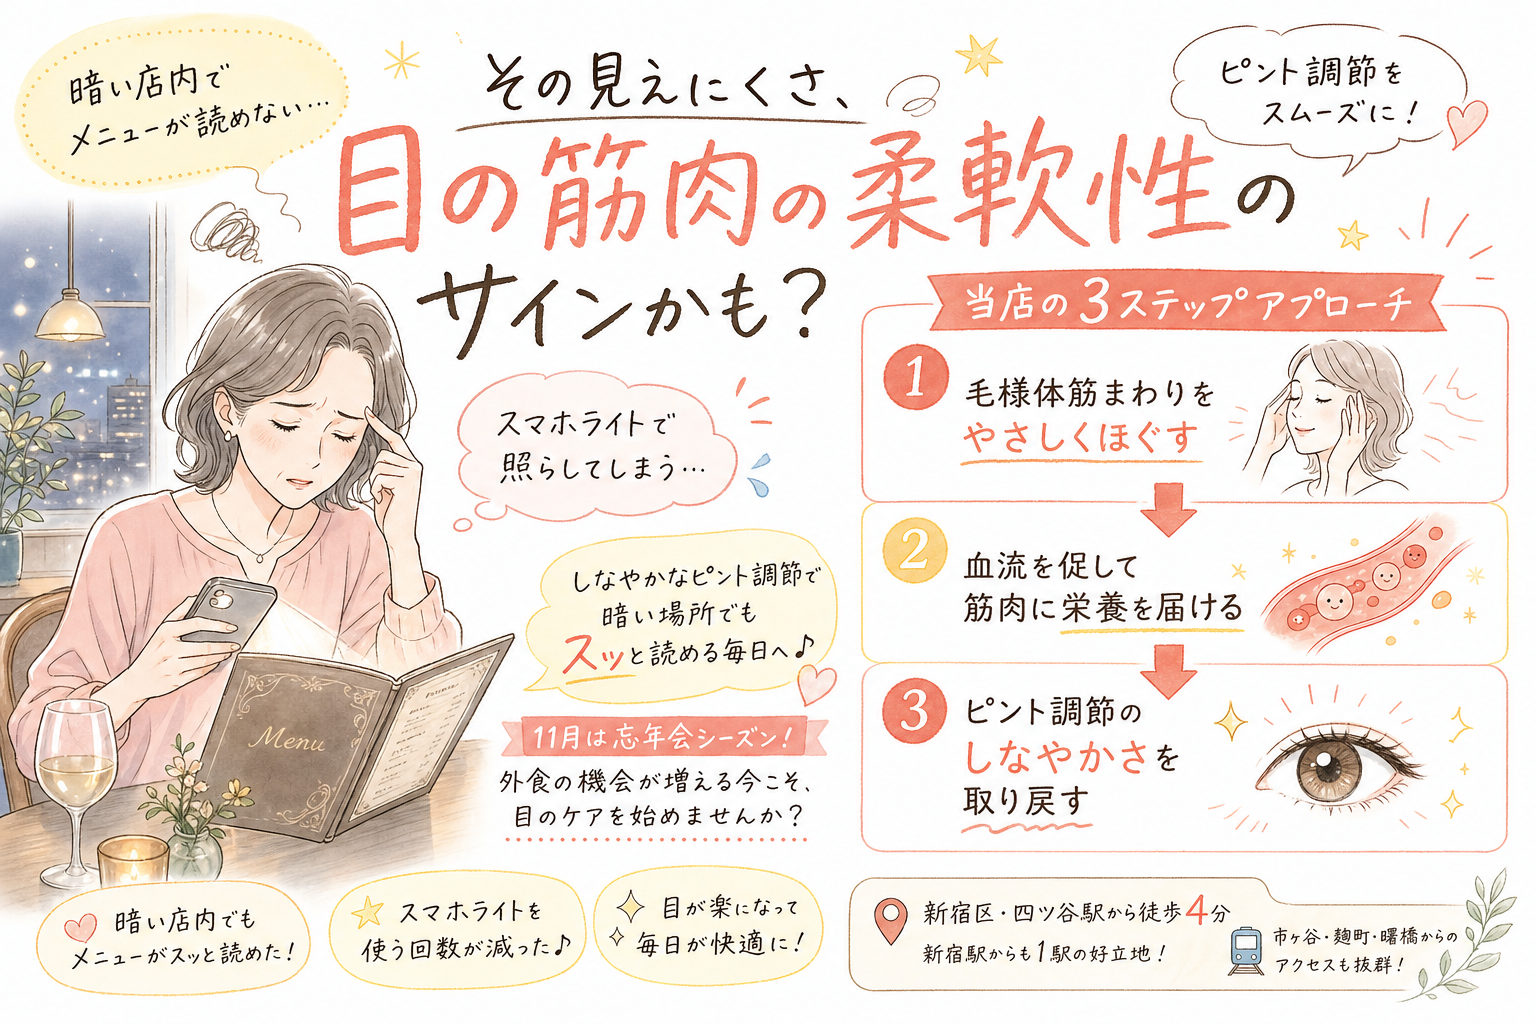 暗い店内で
メニューが読めない…
その見えにくさ、
目の筋肉の柔軟性の
サインかも？
ピント調節を
スムーズに！
スマホライトで
照らしてしまう…
しなやかなピント調節で
暗い場所でも
スッと読める毎日へ♪
Menu
11月は忘年会シーズン！
外食の機会が増える今こそ、
目のケアを始めませんか？
当店の3ステップアプローチ
1
毛様体筋まわりを
やさしくほぐす
2
血流を促して
筋肉に栄養を届ける
3
ピント調節の
しなやかさを
取り戻す
暗い店内でも
メニューがスッと読めた！
スマホライトを
使う回数が減った♪
目が楽になって
毎日が快適に！
新宿区・四ツ谷駅から徒歩4分
新宿駅からも1駅の好立地！
市ヶ谷・麹町・曙橋からの
アクセスも抜群！